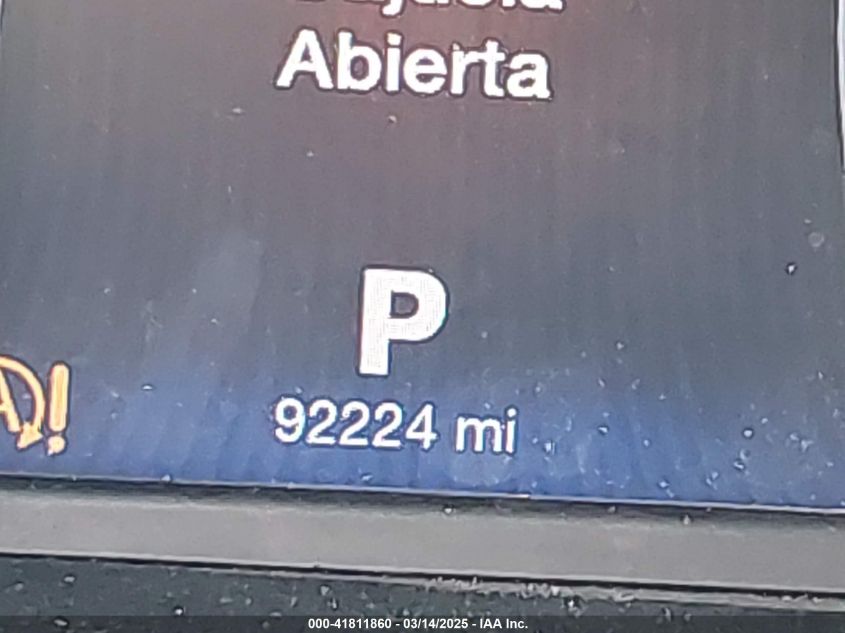 Abierta
P
92224 mi
000-41811860 - 03/14/2025 - IAA Inc.